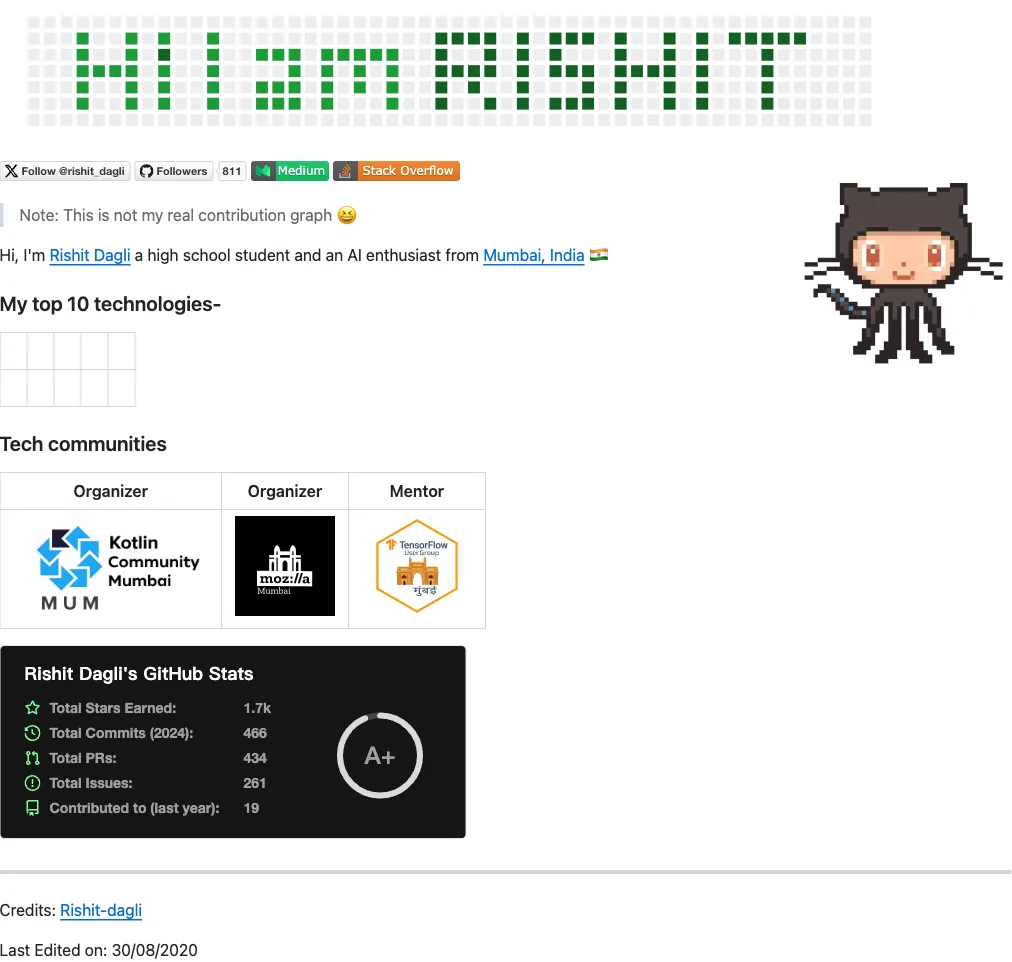 HI I am RISHIT
Follow @rishit_dagli Followers 811 Medium Stack Overflow
Note: This is not my real contribution graph 😆
Hi, I'm Rishit Dagli a high school student and an AI enthusiast from Mumbai, India 🇮🇳
My top 10 technologies-
Tech communities
Organizer Organizer Mentor
Kotlin
Community
Mumbai
MUM
moz://a
Mumbai
TensorFlow
User Group
मुंबई
Rishit Dagli's GitHub Stats
Total Stars Earned: 1.7k
Total Commits (2024): 466
Total PRs: 434
Total Issues: 261
Contributed to (last year): 19
A+
Credits: Rishit-dagli
Last Edited on: 30/08/2020